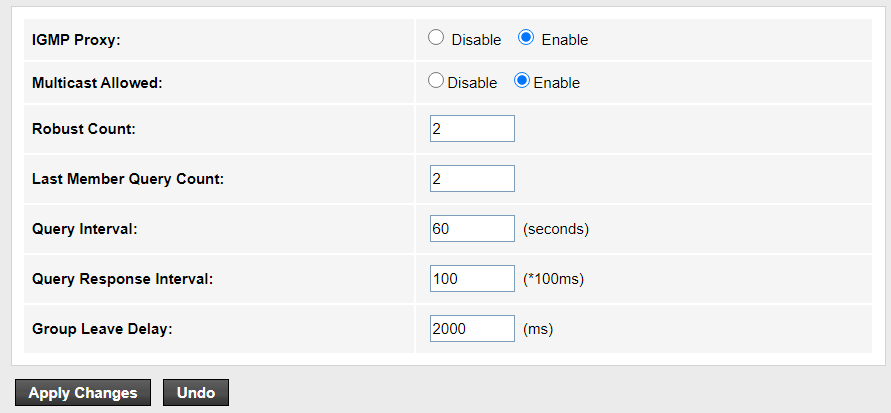 IGMP Proxy: Disable Enable
Multicast Allowed: Disable Enable
Robust Count: 2
Last Member Query Count: 2
Query Interval: 60 (seconds)
Query Response Interval: 100 (*100ms)
Group Leave Delay: 2000 (ms)
Apply Changes Undo